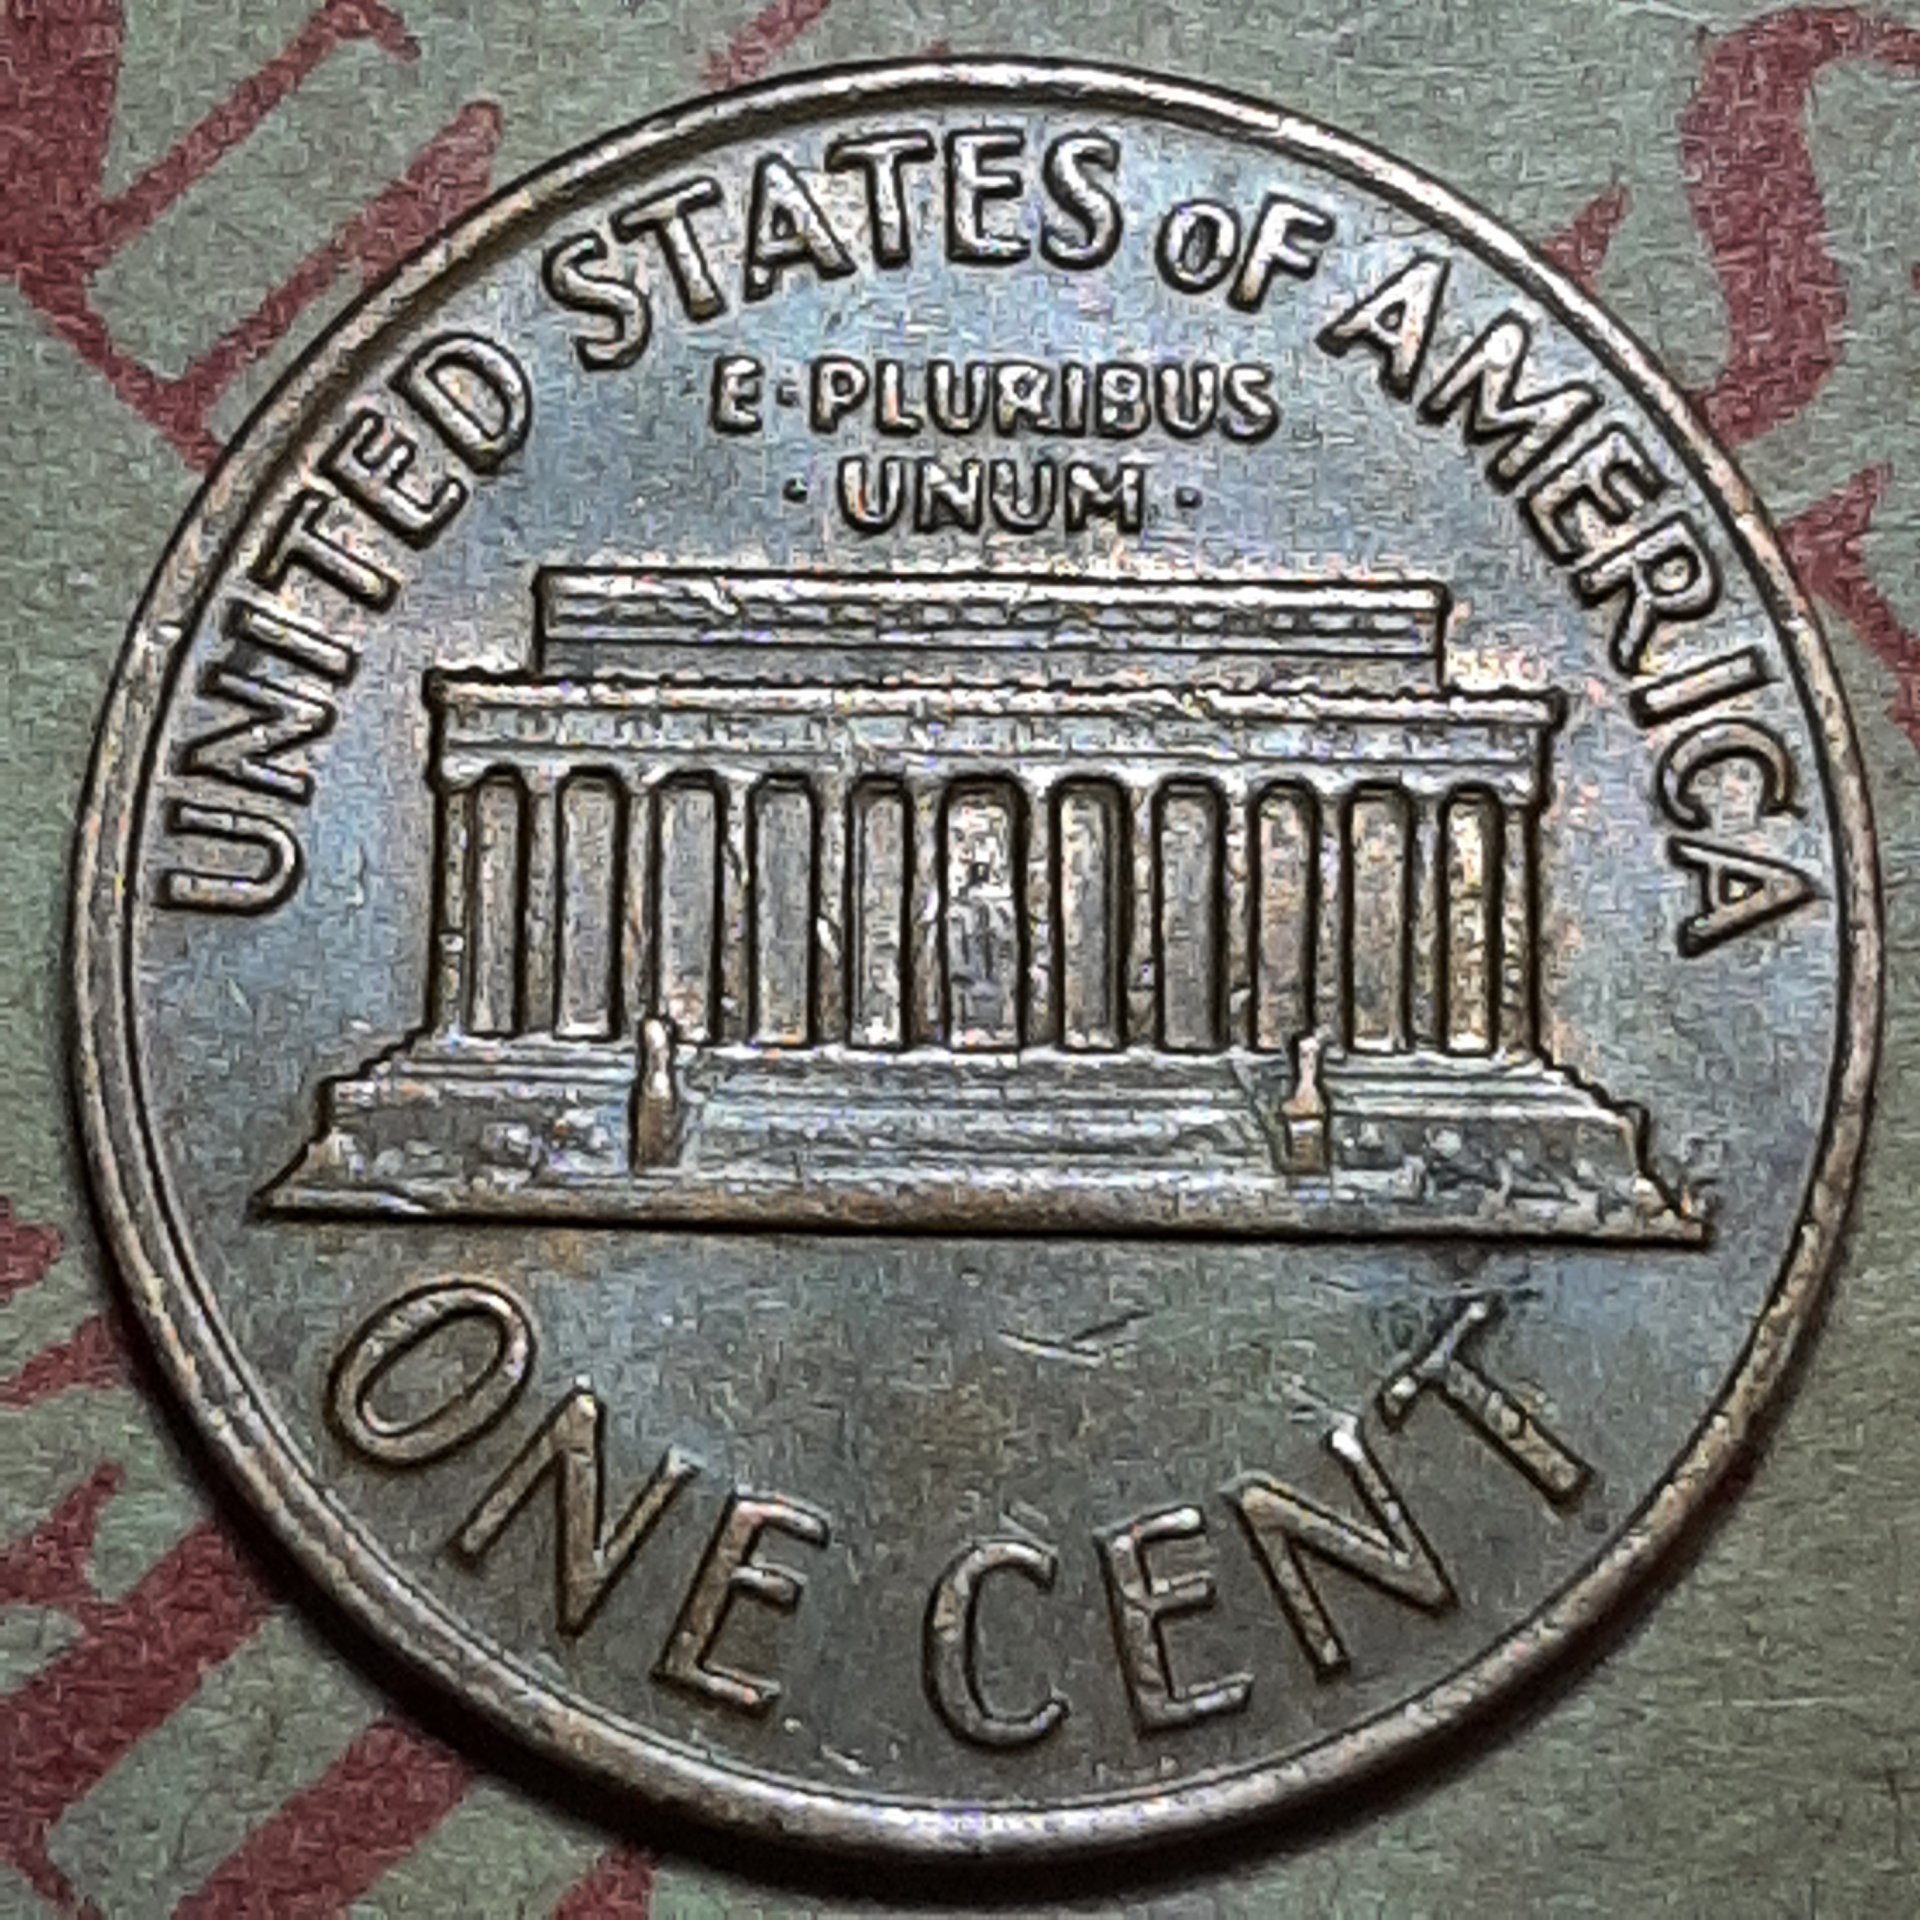 UNITED STATES OF AMERICA
E·PLURIBUS
·UNUM·
ONE CENT